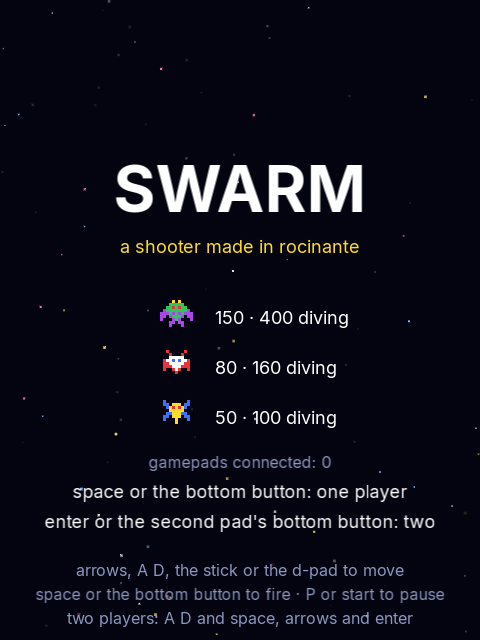 SWARM
a shooter made in rocinante
150 · 400 diving
80 · 160 diving
50 · 100 diving
gamepads connected: 0
space or the bottom button: one player
enter or the second pad's bottom button: two
arrows, A D, the stick or the d-pad to move
space or the bottom button to fire · P or start to pause
two players: A D and space, arrows and enter